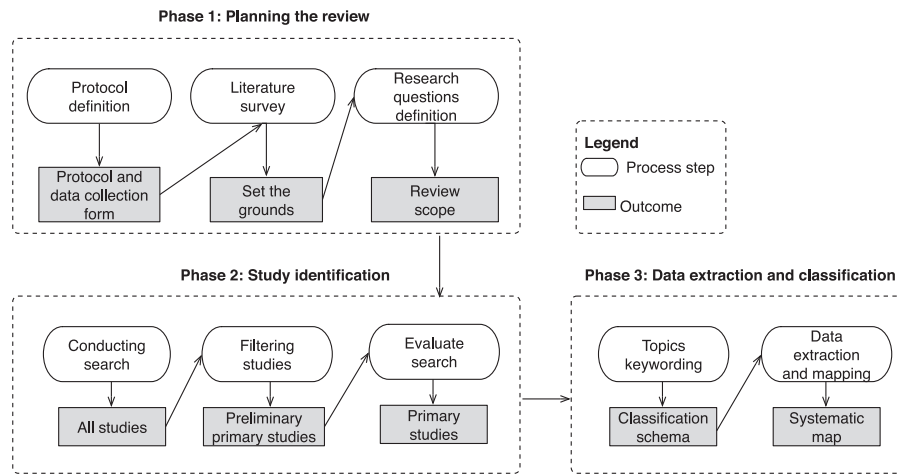 Phase 1: Planning the review
Protocol
definition
Literature
survey
Research
questions
definition
Protocol and
data collection
form
Set the
grounds
Review
scope
Legend
Process step
Outcome
Phase 2: Study identification
Conducting
search
Filtering
studies
Evaluate
search
All studies
Preliminary
primary studies
Primary
studies
Phase 3: Data extraction and classification
Topics
keywording
Data
extraction
and mapping
Classification
schema
Systematic
map